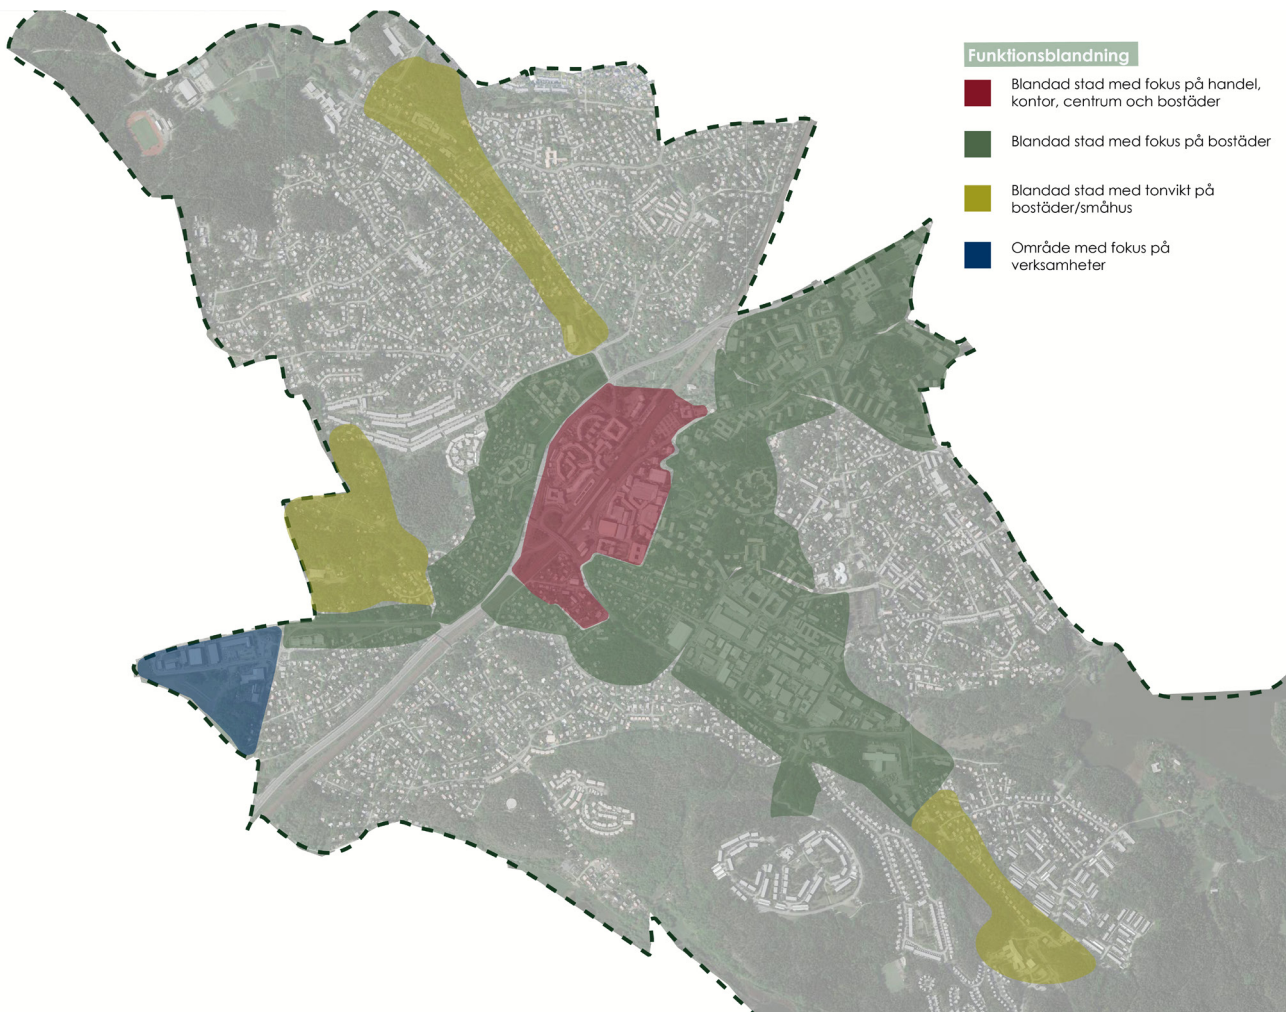 Funktionsblandning
Blandad stad med fokus på handel,
kontor, centrum och bostäder
Blandad stad med fokus på bostäder
Blandad stad med tonvikt på
bostäder/småhus
Område med fokus på
verksamheter